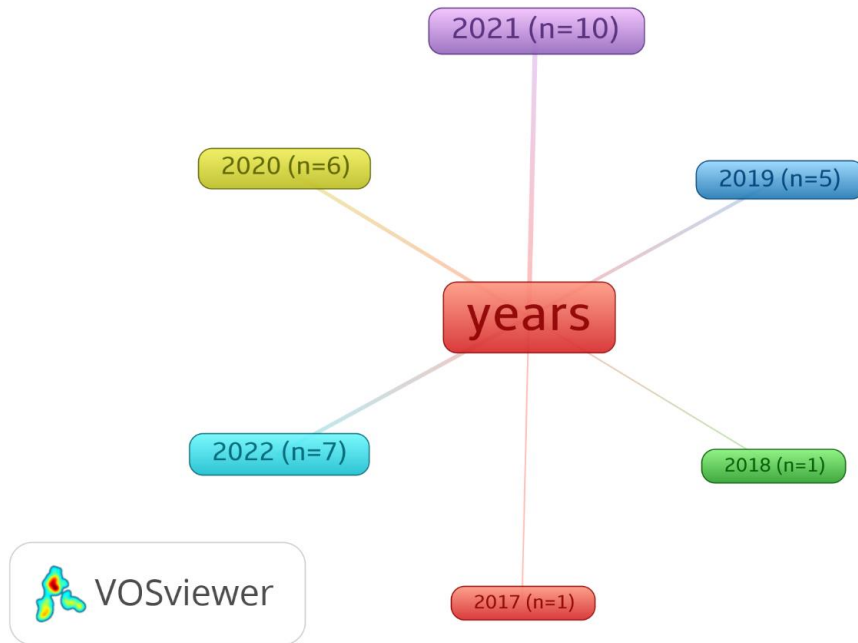 2021 (n=10)
2020 (n=6)
2019 (n=5)
years
2022 (n=7)
2018 (n=1)
2017 (n=1)
VOSviewer